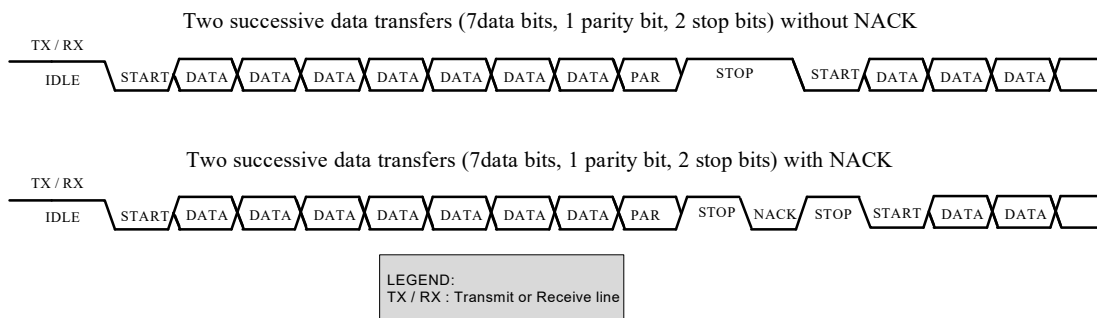 Two successive data transfers (7data bits, 1 parity bit, 2 stop bits) without NACK
TX / RX
IDLE START DATA DATA DATA DATA DATA DATA DATA PAR STOP START DATA DATA DATA
Two successive data transfers (7data bits, 1 parity bit, 2 stop bits) with NACK
TX / RX
IDLE START DATA DATA DATA DATA DATA DATA DATA PAR STOP NACK STOP START DATA DATA
LEGEND:
TX / RX : Transmit or Receive line